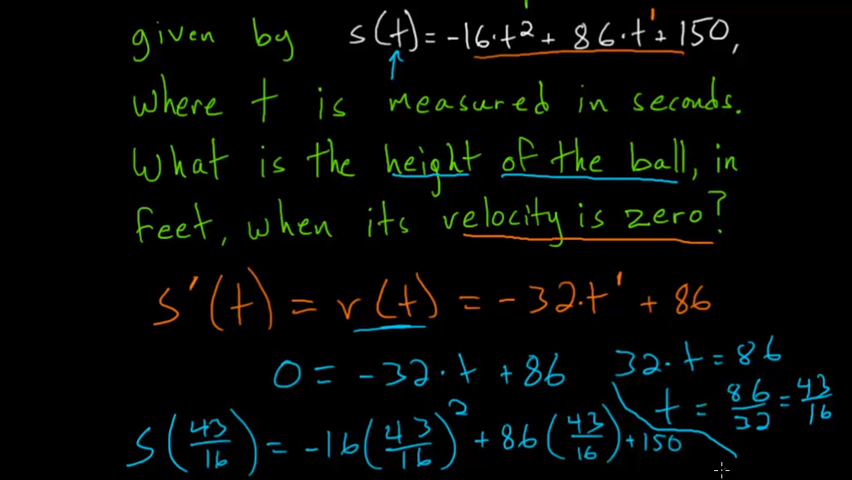 given by s(t) = -16·t² + 86·t¹ + 150,
where t is measured in seconds.
What is the height of the ball, in
feet, when its velocity is zero?
s'(t) = v(t) = -32·t¹ + 86
0 = -32·t + 86 32·t = 86
t = 86/32 = 43/16
s(43/16) = -16(43/16)² + 86(43/16) + 150